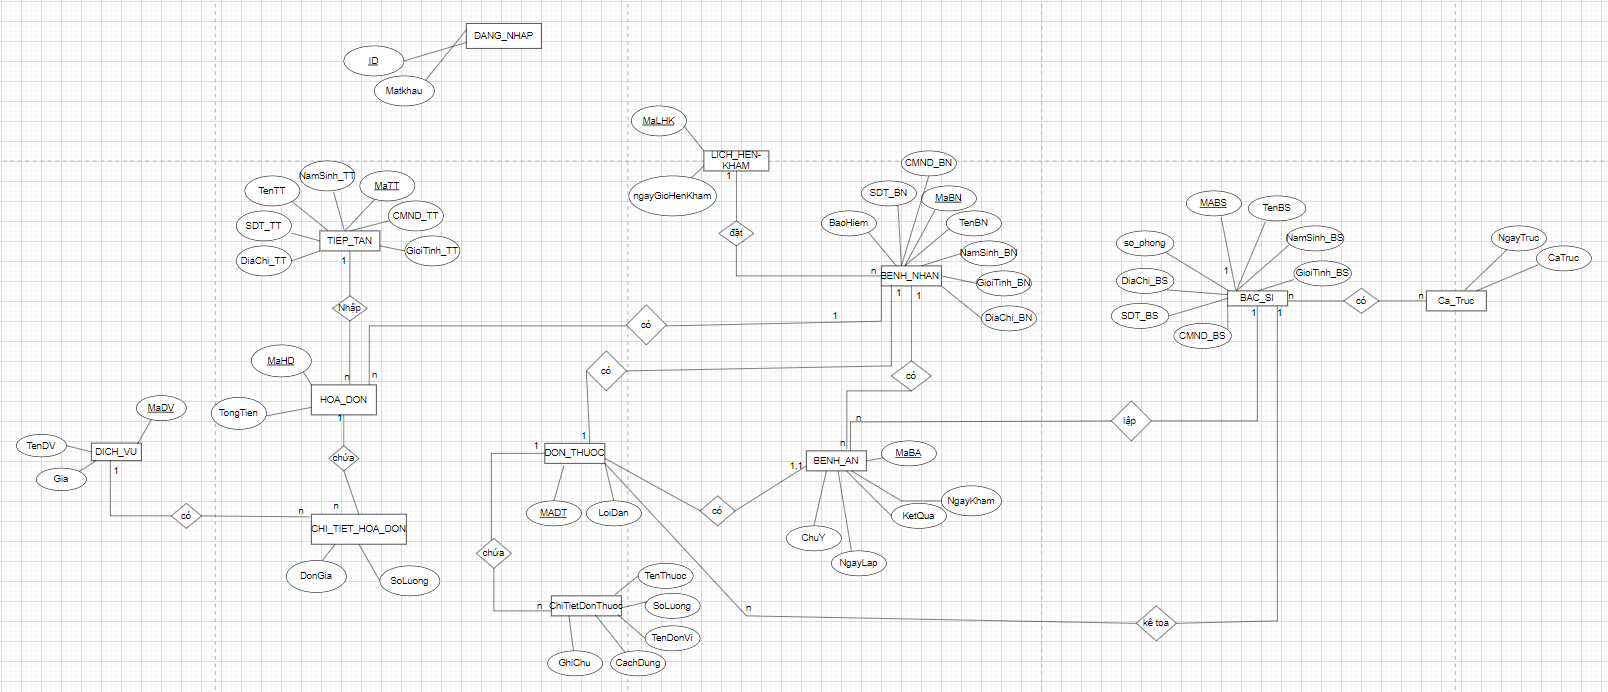 DANG_NHAP
ID
Matkhau
MaLHK
LICH_HEN-
KHAM
1
ngayGioHenKham
đặt
n
CMND_BN
SDT_BN
MaBN
BaoHiem
TenBN
NamSinh_BN
GioiTinh_BN
DiaChi_BN
BENH_NHAN
1
1
1
NamSinh_TT
TenTT
MaTT
SDT_TT
CMND_TT
DiaChi_TT
GioiTinh_TT
TIEP_TAN
1
Nhập
n
n
có
có
có
MABS
TenBS
so_phong
NamSinh_BS
DiaChi_BS
GioiTinh_BS
SDT_BS
CMND_BS
1
BAC_SI
n
1
1
có
n
NgayTruc
CaTruc
Ca_Truc
MaHD
HOA_DON
TongTien
1
chứa
n
MaDV
TenDV
DICH_VU
Gia
1
có
n
CHI_TIET_HOA_DON
DonGia
SoLuong
1
1
DON_THUOC
MADT
LoiDan
có
1,1
n
n
lập
BENH_AN
MaBA
NgayKham
KetQua
ChuY
NgayLap
chứa
n
ChiTietDonThuoc
TenThuoc
SoLuong
TenDonVi
CachDung
GhiChu
n
kê toa